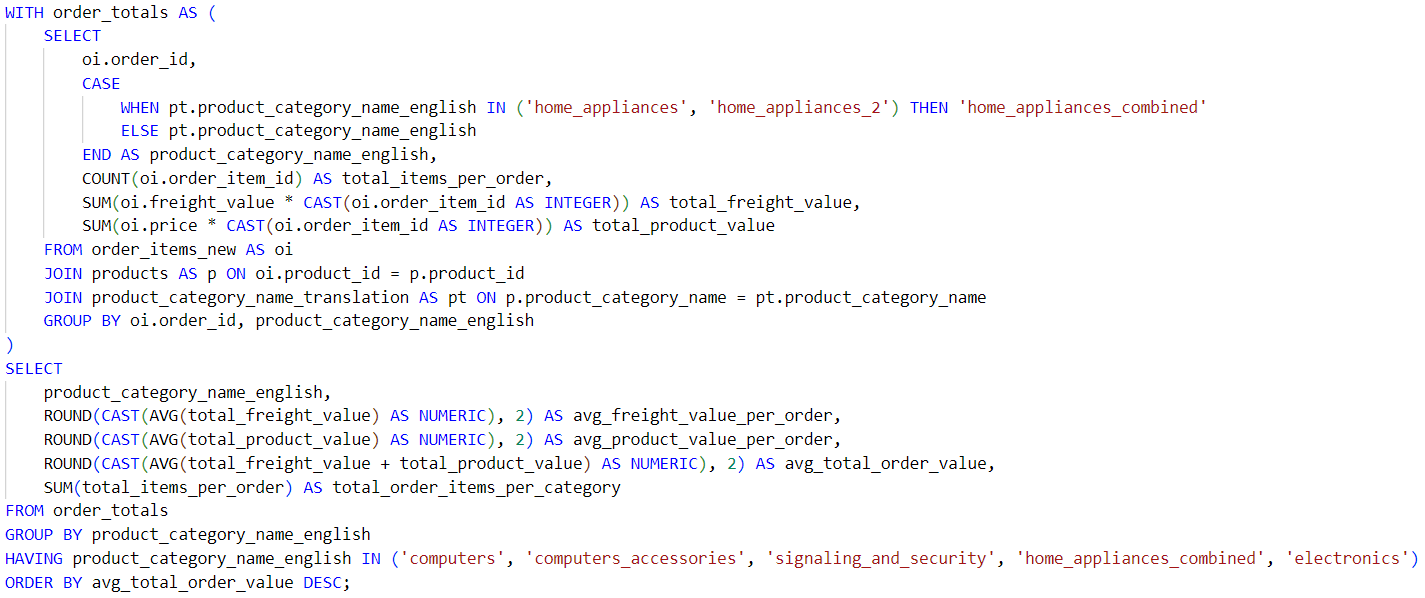 WITH order_totals AS (
    SELECT
        oi.order_id,
        CASE
            WHEN pt.product_category_name_english IN ('home_appliances', 'home_appliances_2') THEN 'home_appliances_combined'
            ELSE pt.product_category_name_english
        END AS product_category_name_english,
        COUNT(oi.order_item_id) AS total_items_per_order,
        SUM(oi.freight_value * CAST(oi.order_item_id AS INTEGER)) AS total_freight_value,
        SUM(oi.price * CAST(oi.order_item_id AS INTEGER)) AS total_product_value
    FROM order_items_new AS oi
    JOIN products AS p ON oi.product_id = p.product_id
    JOIN product_category_name_translation AS pt ON p.product_category_name = pt.product_category_name
    GROUP BY oi.order_id, product_category_name_english
)
SELECT
    product_category_name_english,
    ROUND(CAST(AVG(total_freight_value) AS NUMERIC), 2) AS avg_freight_value_per_order,
    ROUND(CAST(AVG(total_product_value) AS NUMERIC), 2) AS avg_product_value_per_order,
    ROUND(CAST(AVG(total_freight_value + total_product_value) AS NUMERIC), 2) AS avg_total_order_value,
    SUM(total_items_per_order) AS total_order_items_per_category
FROM order_totals
GROUP BY product_category_name_english
HAVING product_category_name_english IN ('computers', 'computers_accessories', 'signaling_and_security', 'home_appliances_combined', 'electronics')
ORDER BY avg_total_order_value DESC;